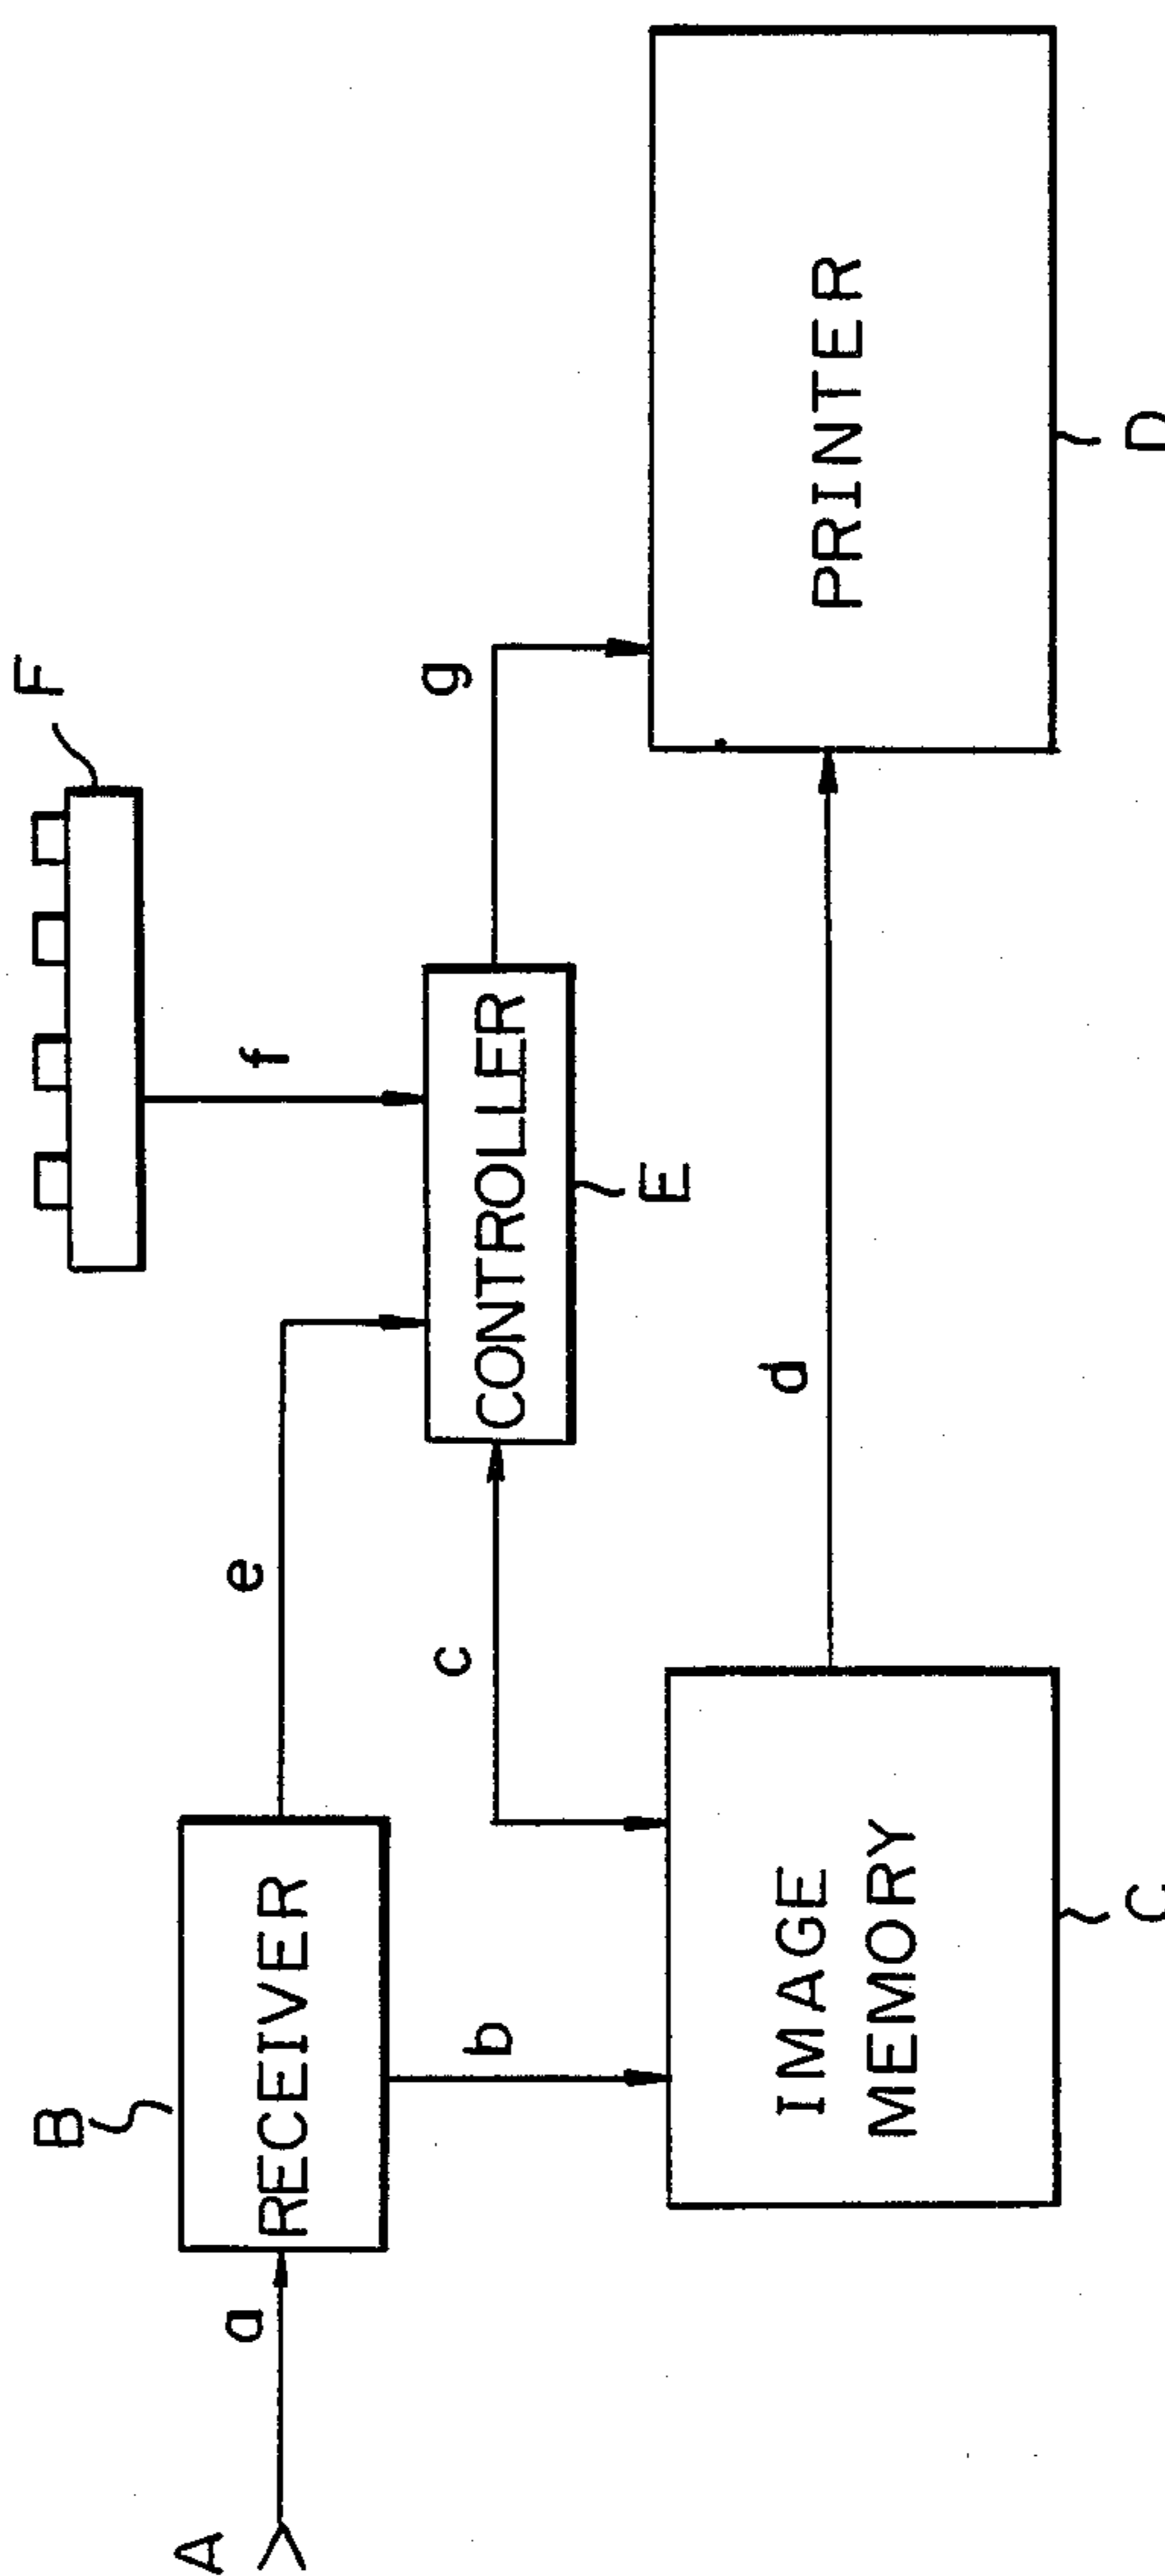 F
B
A
a
RECEIVER
e
f
b
c
g
CONTROLLER
E
IMAGE
MEMORY
d
PRINTER
C
D